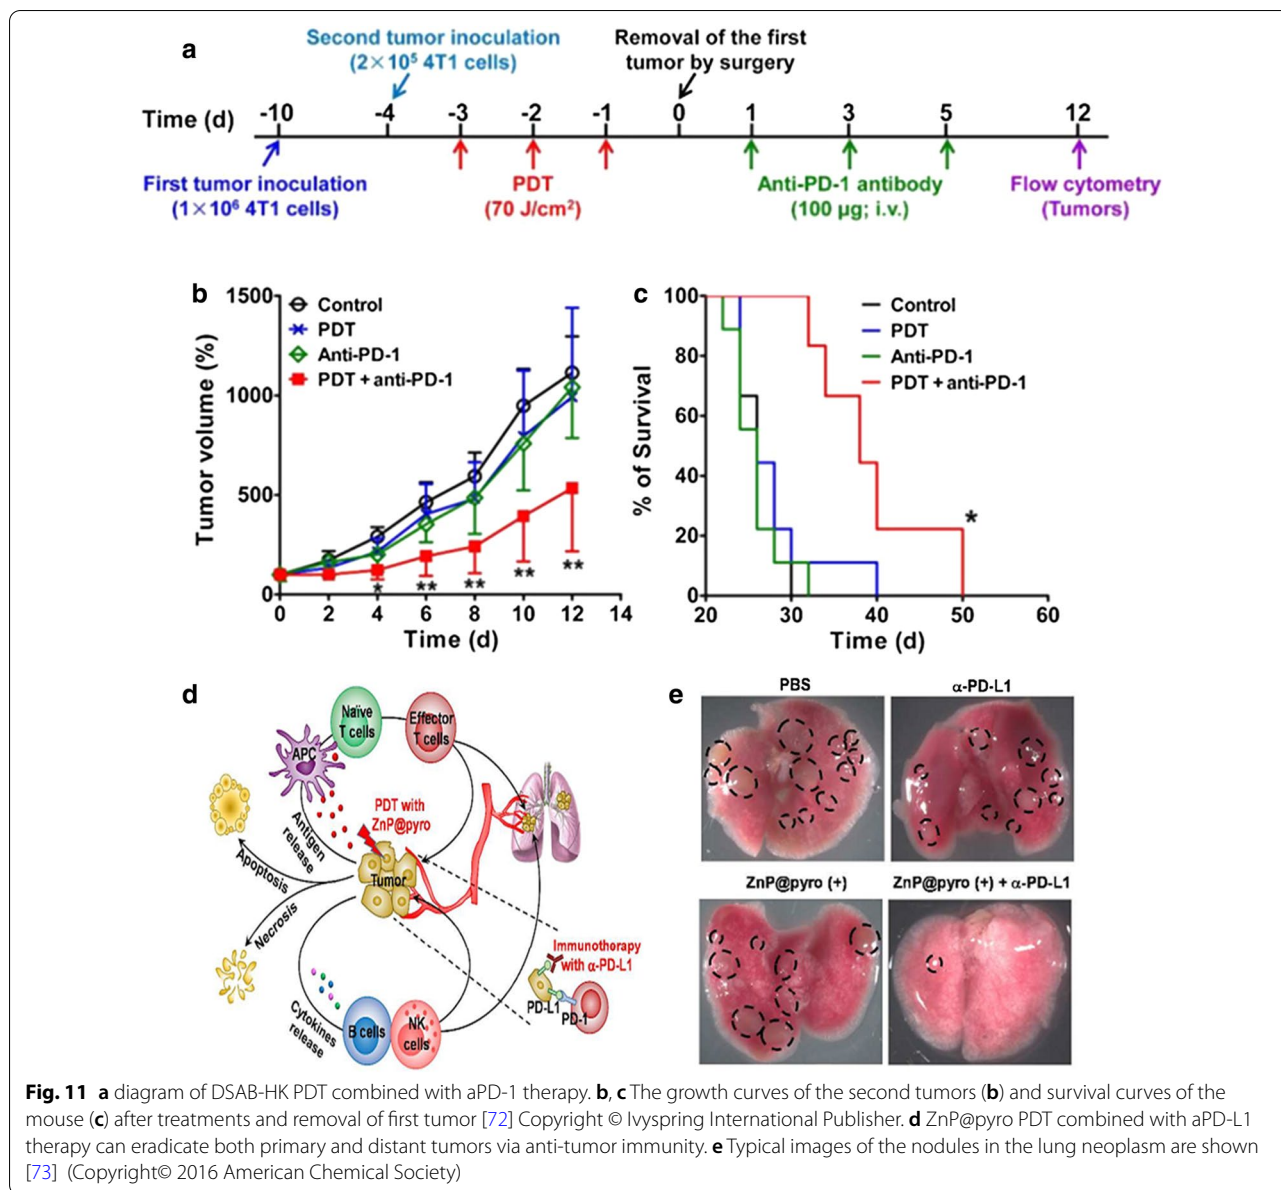 a
Second tumor inoculation
(2×10⁵ 4T1 cells)
Removal of the first
tumor by surgery
Time (d)
-10 -4 -3 -2 -1 0 1 3 5 12
First tumor inoculation
(1×10⁶ 4T1 cells)
PDT
(70 J/cm²)
Anti-PD-1 antibody
(100 µg; i.v.)
Flow cytometry
(Tumors)
b
Tumor volume (%)
1500
1000
500
0
Control
PDT
Anti-PD-1
PDT + anti-PD-1
* ** ** ** **
0 2 4 6 8 10 12 14
Time (d)
c
% of Survival
100
80
60
40
20
0
Control
PDT
Anti-PD-1
PDT + anti-PD-1
*
20 30 40 50 60
Time (d)
d
Naïve
T cells
Effector
T cells
APC
PDT with
ZnP@pyro
Antigen
release
Apoptosis
Tumor
Necrosis
Immunotherapy
with α-PD-L1
PD-L1
PD-1
Cytokines
release
B cells
NK
cells
e
PBS
α-PD-L1
ZnP@pyro (+)
ZnP@pyro (+) + α-PD-L1
Fig. 11 a diagram of DSAB-HK PDT combined with aPD-1 therapy. b, c The growth curves of the second tumors (b) and survival curves of the
mouse (c) after treatments and removal of first tumor [72] Copyright © Ivyspring International Publisher. d ZnP@pyro PDT combined with aPD-L1
therapy can eradicate both primary and distant tumors via anti-tumor immunity. e Typical images of the nodules in the lung neoplasm are shown
[73] (Copyright© 2016 American Chemical Society)